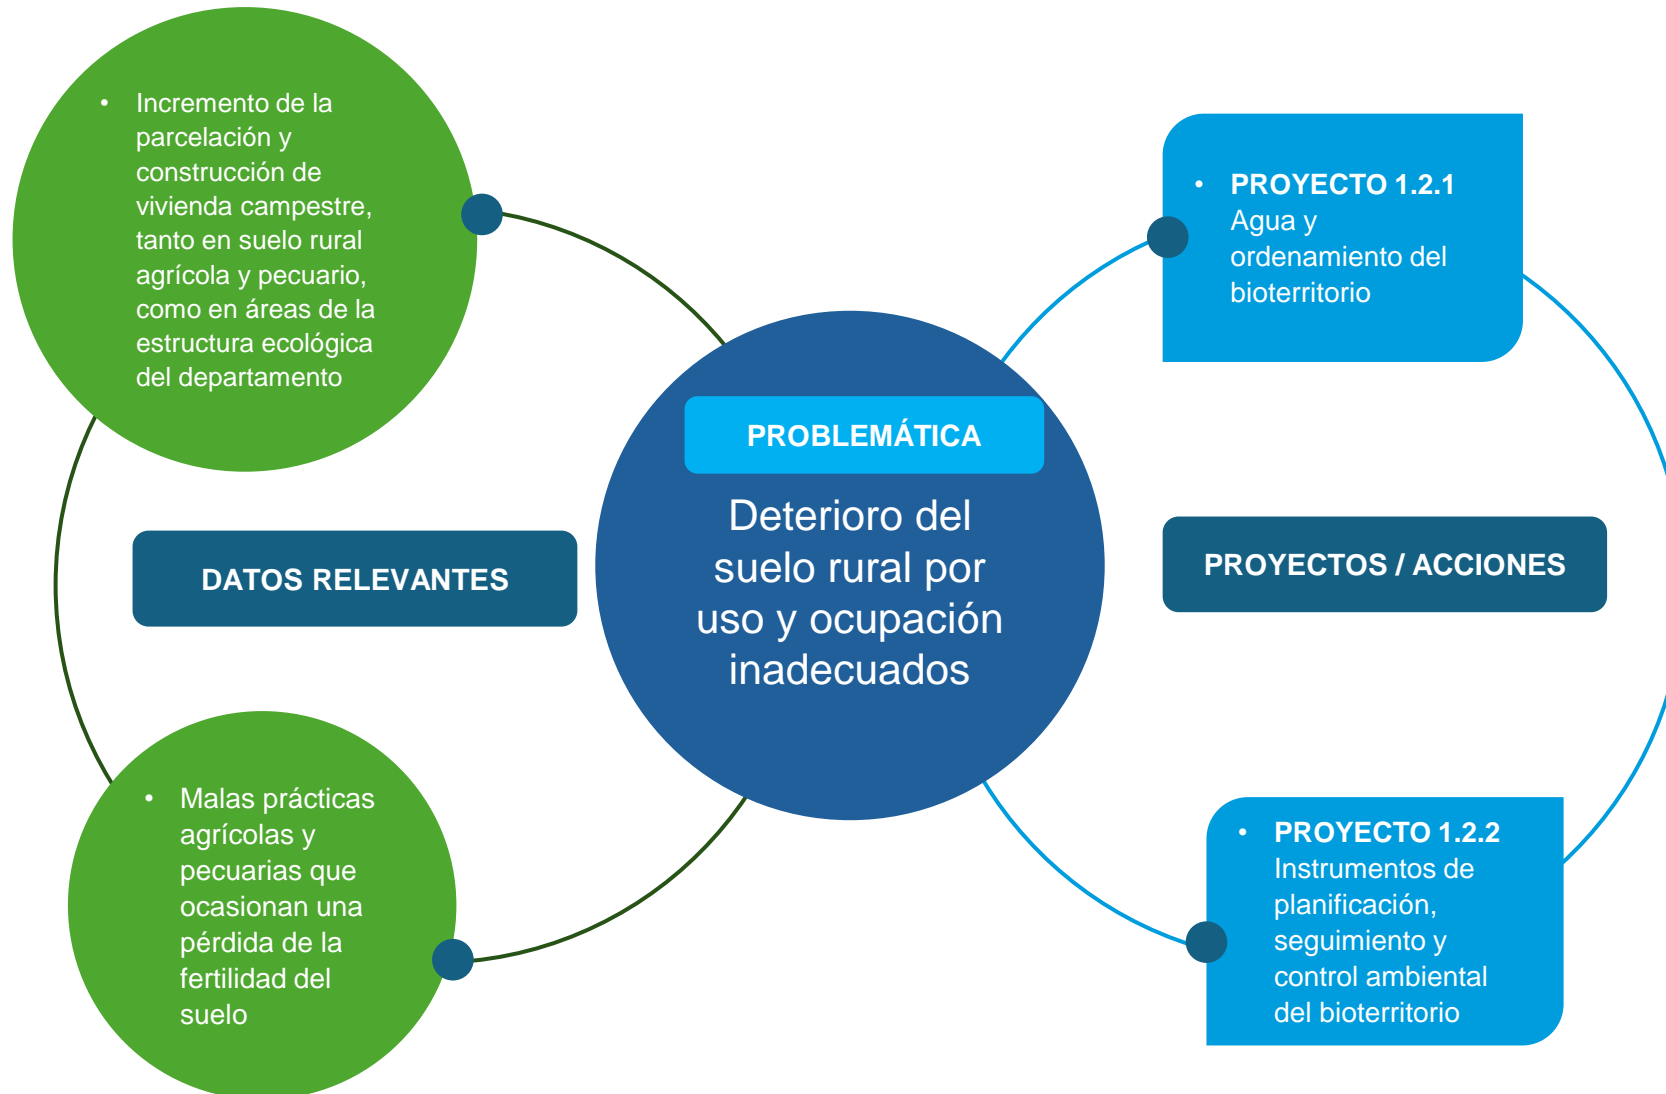 • Incremento de la
parcelación y
construcción de
vivienda campestre,
tanto en suelo rural
agrícola y pecuario,
como en áreas de la
estructura ecológica
del departamento
DATOS RELEVANTES
• Malas prácticas
agrícolas y
pecuarias que
ocasionan una
pérdida de la
fertilidad del
suelo
PROBLEMÁTICA
Deterioro del
suelo rural por
uso y ocupación
inadecuados
• PROYECTO 1.2.1
Agua y
ordenamiento del
bioterritorio
PROYECTOS / ACCIONES
• PROYECTO 1.2.2
Instrumentos de
planificación,
seguimiento y
control ambiental
del bioterritorio